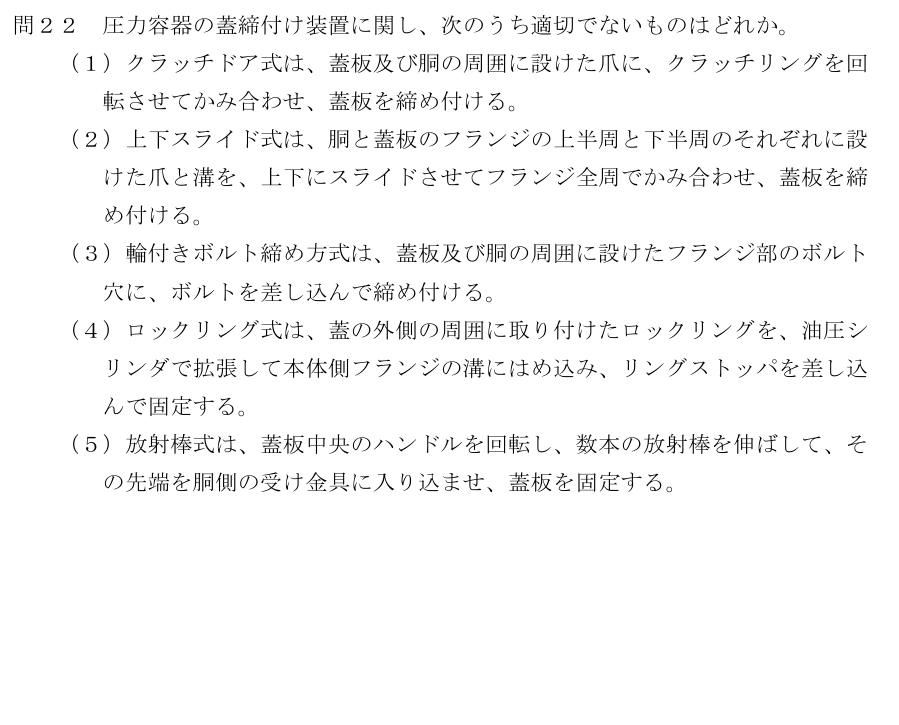 問２２　圧力容器の蓋締付け装置に関し、次のうち適切でないものはどれか。
（１）クラッチドア式は、蓋板及び胴の周囲に設けた爪に、クラッチリングを回
転させてかみ合わせ、蓋板を締め付ける。
（２）上下スライド式は、胴と蓋板のフランジの上半周と下半周のそれぞれに設
けた爪と溝を、上下にスライドさせてフランジ全周でかみ合わせ、蓋板を締
め付ける。
（３）輪付きボルト締め方式は、蓋板及び胴の周囲に設けたフランジ部のボルト
穴に、ボルトを差し込んで締め付ける。
（４）ロックリング式は、蓋の外側の周囲に取り付けたロックリングを、油圧シ
リンダで拡張して本体側フランジの溝にはめ込み、リングストッパを差し込
んで固定する。
（５）放射棒式は、蓋板中央のハンドルを回転し、数本の放射棒を伸ばして、そ
の先端を胴側の受け金具に入り込ませ、蓋板を固定する。